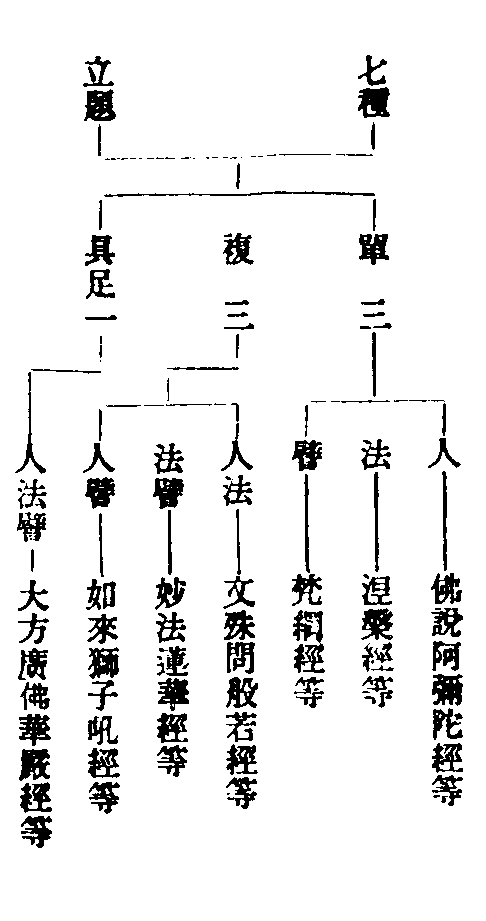 七種
立題
單三
複三
具足一
人
法
譬
人法
法譬
人譬
人法譬
佛說阿彌陀經等
涅槃經等
梵網經等
文殊問般若經等
妙法蓮華經等
如來獅子吼經等
大方廣佛華嚴經等